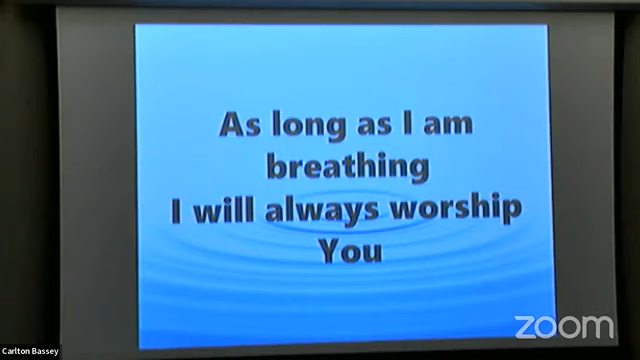 As long as I am
breathing
I will always worship
You
zoom
Carlton Bassey